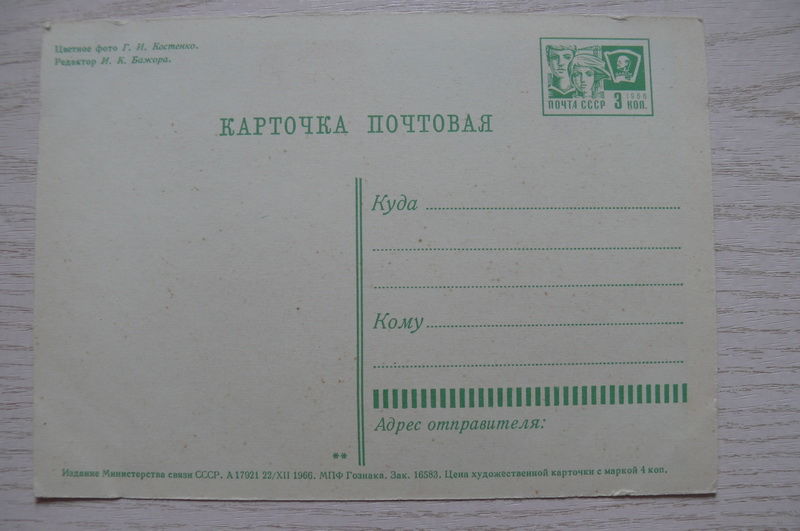 Цветное фото Г. И. Костенко.
Редактор И. К. Бажора.
1966
ПОЧТА СССР 3 КОП.
КАРТОЧКА ПОЧТОВАЯ
Куда
Кому
Адрес отправителя:
**
Издание Министерства связи СССР. А 17921 22/XII 1966. МПФ Гознака. Зак. 16583. Цена художественной карточки с маркой 4 коп.